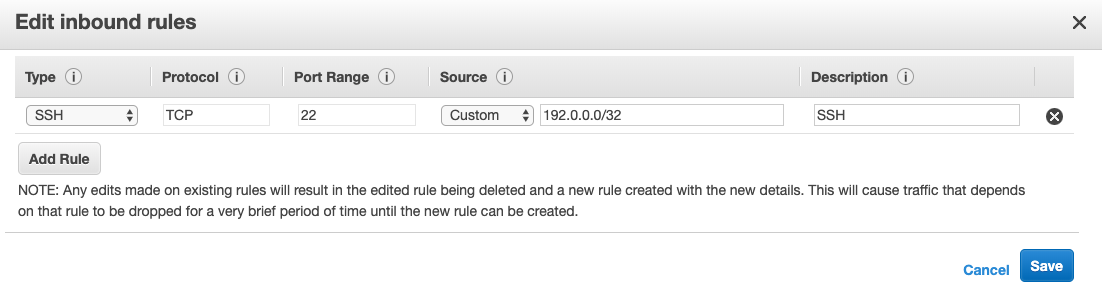 Edit inbound rules
Type Protocol Port Range Source Description
SSH TCP 22 Custom 192.0.0.0/32 SSH
Add Rule
NOTE: Any edits made on existing rules will result in the edited rule being deleted and a new rule created with the new details. This will cause traffic that depends
on that rule to be dropped for a very brief period of time until the new rule can be created.
Cancel Save